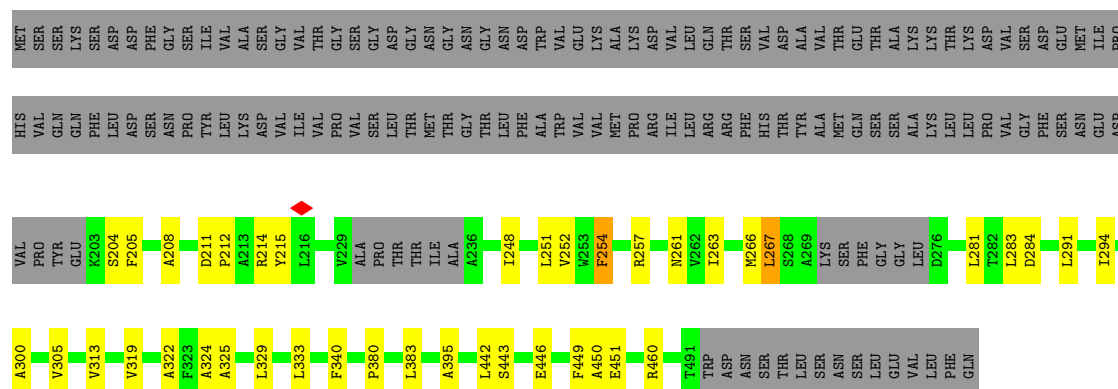 MET SER SER LYS SER ASP ASP PHE GLY SER ILE VAL ALA SER GLY VAL THR GLY SER GLY ASP GLY ASN GLY ASN GLY ASN ASP TRP VAL GLU LYS ALA LYS ASP VAL LEU GLN THR SER VAL ASP ALA VAL THR GLU THR ALA LYS LYS THR LYS ASP VAL SER ASP GLU MET ILE PRO
HIS VAL GLN GLN PHE LEU ASP SER ASN PRO TYR LEU LYS ASP VAL ILE VAL PRO VAL SER LEU THR MET THR GLY THR LEU PHE ALA TRP VAL VAL MET PRO ARG ILE LEU ARG ARG PHE HIS THR TYR ALA MET GLN SER SER ALA LYS LEU LEU PRO VAL GLY PHE SER ASN GLU ASP
VAL PRO TYR GLU K203 S204 F205 A208 D211 P212 A213 R214 Y215 L216 V229 ALA PRO THR THR ILE ALA A236 I248 L251 V252 W253 F254 R257 N261 V262 I263 M266 L267 S268 A269 LYS SER PHE GLY GLY LEU D276 L281 T282 L283 D284 L291 I294
A300 V305 V313 V319 A322 F323 A324 A325 L329 L333 F340 P380 L383 A395 L442 S443 E446 F449 A450 E451 R460 T491 TRP ASP ASN SER THR LEU SER ASN SER LEU GLU VAL LEU PHE GLN